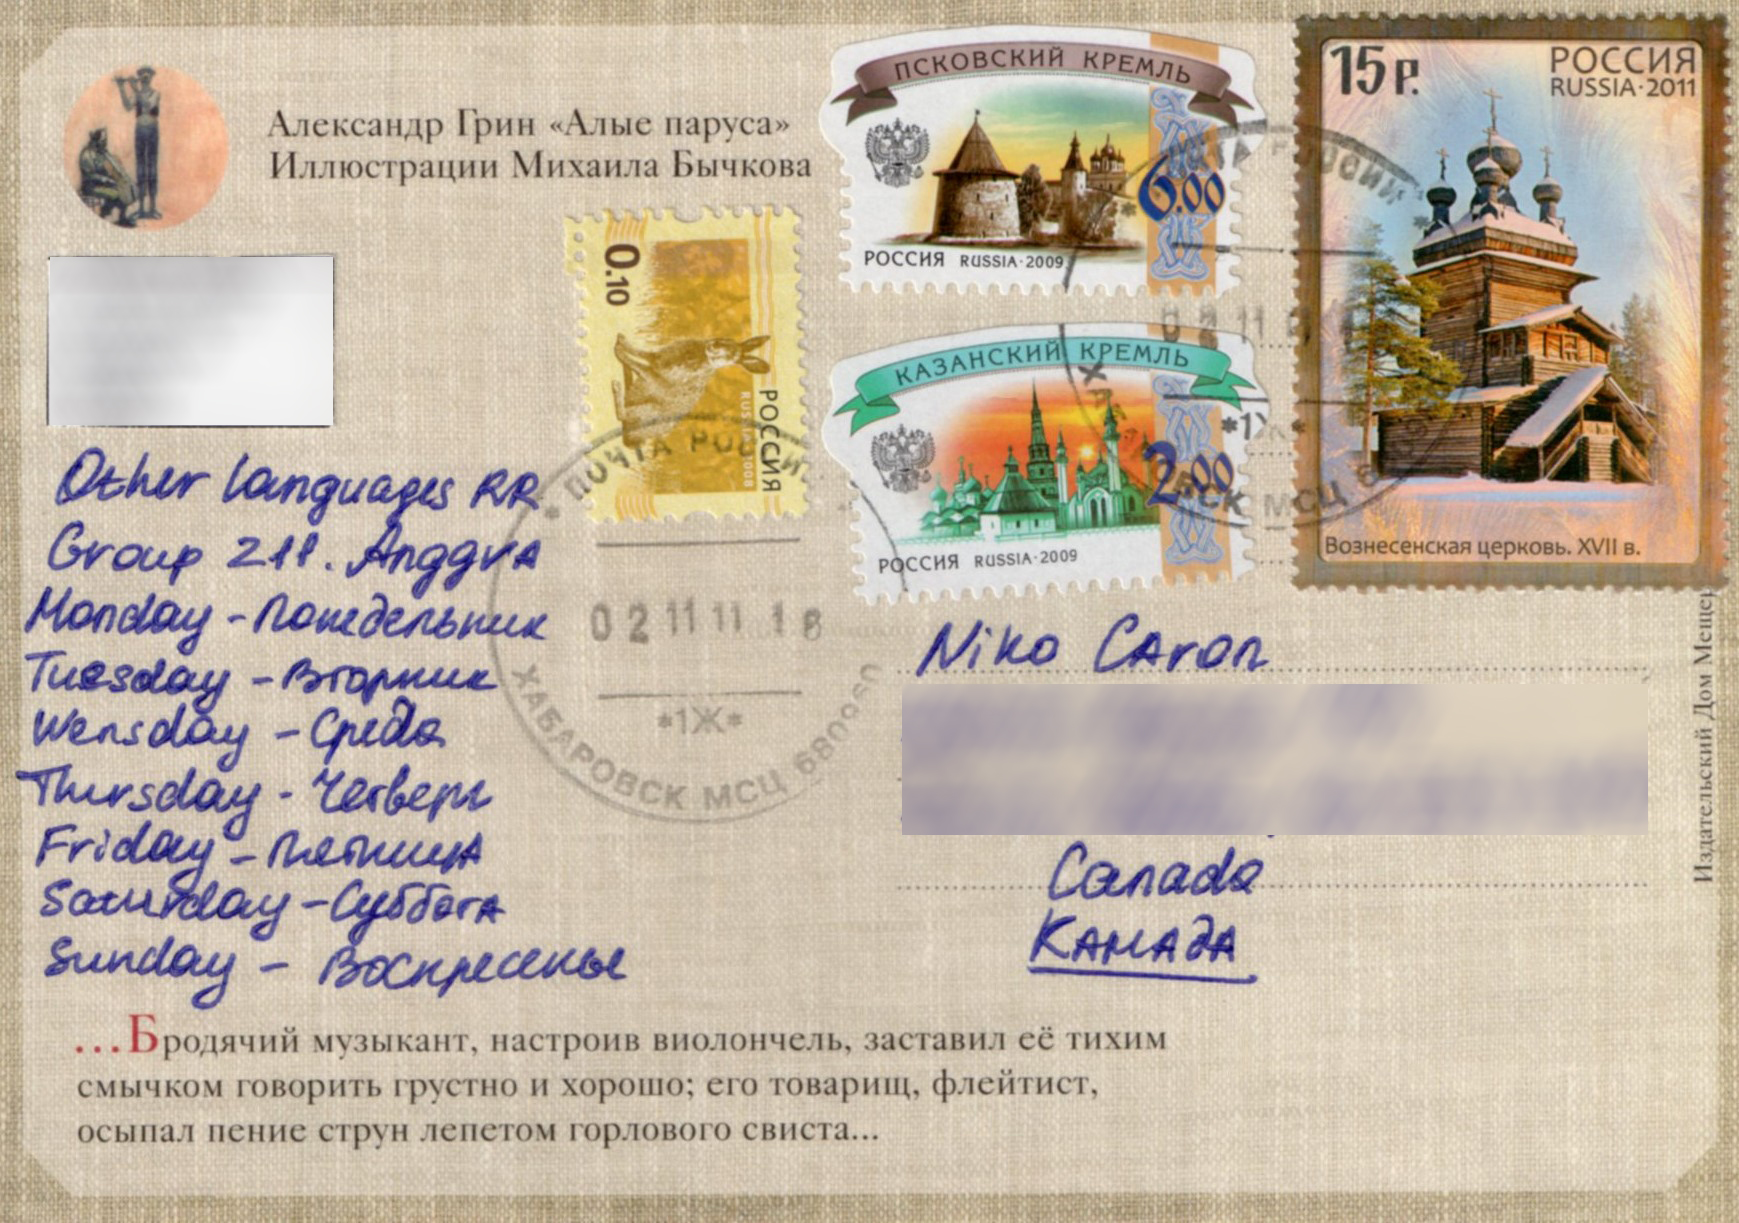 Александр Грин «Алые паруса»
Иллюстрации Михаила Бычкова
ПСКОВСКИЙ КРЕМЛЬ
6.00
РОССИЯ RUSSIA·2009
15 Р.
РОССИЯ
RUSSIA·2011
Вознесенская церковь. XVII в.
0.10
РОССИЯ
КАЗАНСКИЙ КРЕМЛЬ
2.00
РОССИЯ RUSSIA·2009
ПОЧТА РОССИИ
02 11 11 18
*1Ж*
ХАБАРОВСК МСЦ 680960
Other languages RR
Group 211. AnggvA
Monday - Понедельник
Tuesday - Вторник
Wensday - Среда
Thursday - Четверг
Friday - Пятница
Saturday - Суббота
Sunday - Воскресенье
Niko Caron
Canada
КАНАДА
Издательский Дом Мещер
...Бродячий музыкант, настроив виолончель, заставил её тихим
смычком говорить грустно и хорошо; его товарищ, флейтист,
осыпал пение струн лепетом горлового свиста...